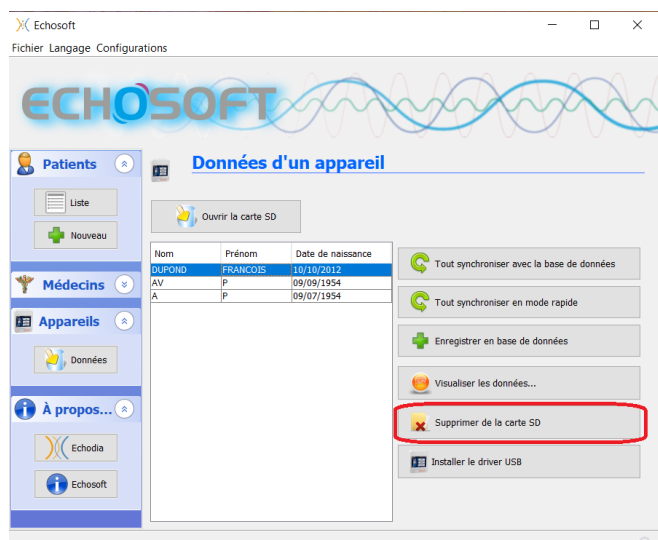 Echosoft
Fichier Langage Configurations
ECHOSOFT
Patients
Liste
Nouveau
Médecins
Appareils
Données
À propos...
Echodia
Echosoft
Données d'un appareil
Ouvrir la carte SD
Nom Prénom Date de naissance
DUPOND FRANCOIS 10/10/2012
AV P 09/09/1954
A P 09/07/1954
Tout synchroniser avec la base de données
Tout synchroniser en mode rapide
Enregistrer en base de données
Visualiser les données...
Supprimer de la carte SD
Installer le driver USB